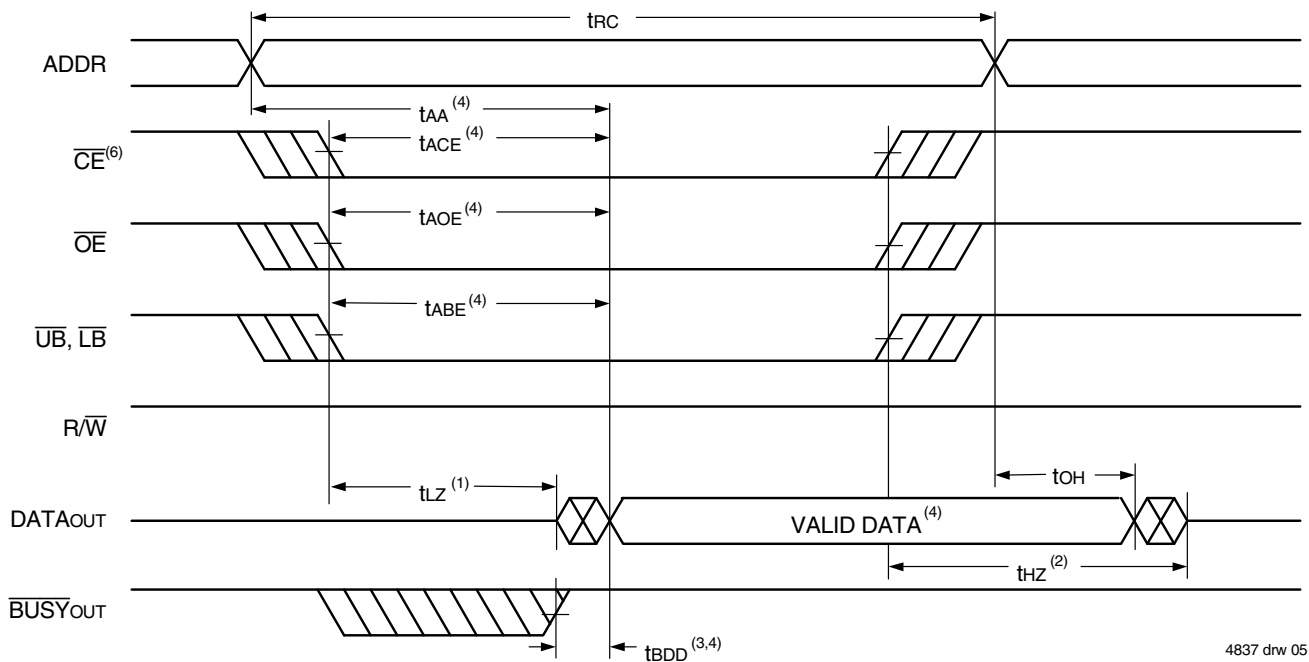 tRC
ADDR
tAA (4)
tACE (4)
CE(6)
tAOE (4)
OE
tABE (4)
UB, LB
R/W
tOH
tLZ (1)
DATAOUT
VALID DATA(4)
tHZ (2)
BUSYOUT
tBDD (3,4)
4837 drw 05